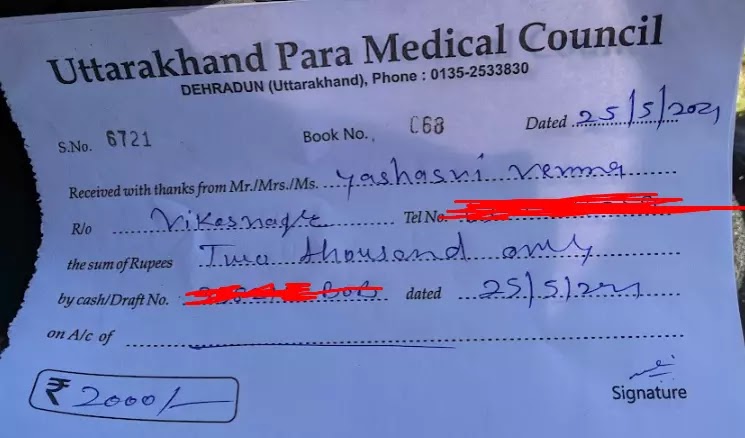 Uttarakhand Para Medical Council
DEHRADUN (Uttarakhand), Phone : 0135-2533830
S.No. 6721 Book No. 068 Dated 25/5/2021
Received with thanks from Mr./Mrs./Ms. Yashasvi Verma
R/o Vikasnagar Tel No.
the sum of Rupees Two thousand only
by cash/Draft No. BOB dated 25/5/2021
on A/c of
₹ 2000/-
Signature